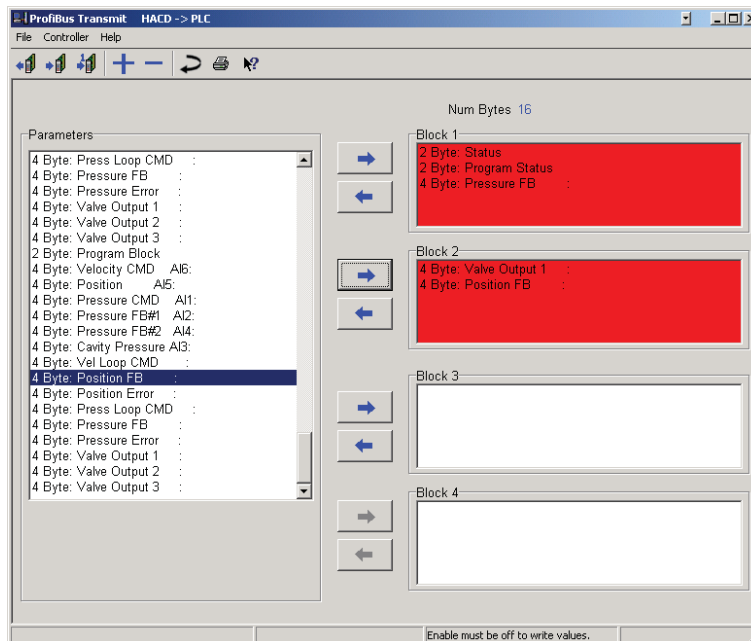 ProfiBus Transmit HACD -> PLC
File Controller Help
Num Bytes 16
Parameters
4 Byte: Press Loop CMD :
4 Byte: Pressure FB :
4 Byte: Pressure Error :
4 Byte: Valve Output 1 :
4 Byte: Valve Output 2 :
4 Byte: Valve Output 3 :
2 Byte: Program Block
4 Byte: Velocity CMD AI6:
4 Byte: Position AI5:
4 Byte: Pressure CMD AI1:
4 Byte: Pressure FB#1 AI2:
4 Byte: Pressure FB#2 AI4:
4 Byte: Cavity Pressure AI3:
4 Byte: Vel Loop CMD :
4 Byte: Position FB :
4 Byte: Position Error :
4 Byte: Press Loop CMD :
4 Byte: Pressure FB :
4 Byte: Pressure Error :
4 Byte: Valve Output 1 :
4 Byte: Valve Output 2 :
4 Byte: Valve Output 3 :
Block 1
2 Byte: Status
2 Byte: Program Status
4 Byte: Pressure FB :
Block 2
4 Byte: Valve Output 1 :
4 Byte: Position FB :
Block 3
Block 4
Enable must be off to write values.